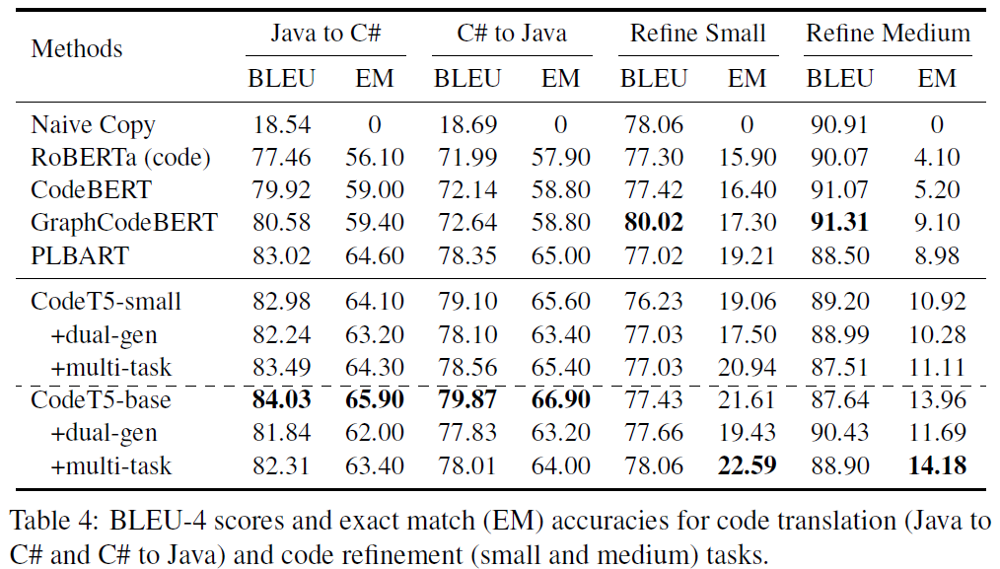 Methods Java to C# C# to Java Refine Small Refine Medium
BLEU EM BLEU EM BLEU EM BLEU EM
Naive Copy 18.54 0 18.69 0 78.06 0 90.91 0
RoBERTa (code) 77.46 56.10 71.99 57.90 77.30 15.90 90.07 4.10
CodeBERT 79.92 59.00 72.14 58.80 77.42 16.40 91.07 5.20
GraphCodeBERT 80.58 59.40 72.64 58.80 80.02 17.30 91.31 9.10
PLBART 83.02 64.60 78.35 65.00 77.02 19.21 88.50 8.98
CodeT5-small 82.98 64.10 79.10 65.60 76.23 19.06 89.20 10.92
+dual-gen 82.24 63.20 78.10 63.40 77.03 17.50 88.99 10.28
+multi-task 83.49 64.30 78.56 65.40 77.03 20.94 87.51 11.11
CodeT5-base 84.03 65.90 79.87 66.90 77.43 21.61 87.64 13.96
+dual-gen 81.84 62.00 77.83 63.20 77.66 19.43 90.43 11.69
+multi-task 82.31 63.40 78.01 64.00 78.06 22.59 88.90 14.18
Table 4: BLEU-4 scores and exact match (EM) accuracies for code translation (Java to
C# and C# to Java) and code refinement (small and medium) tasks.